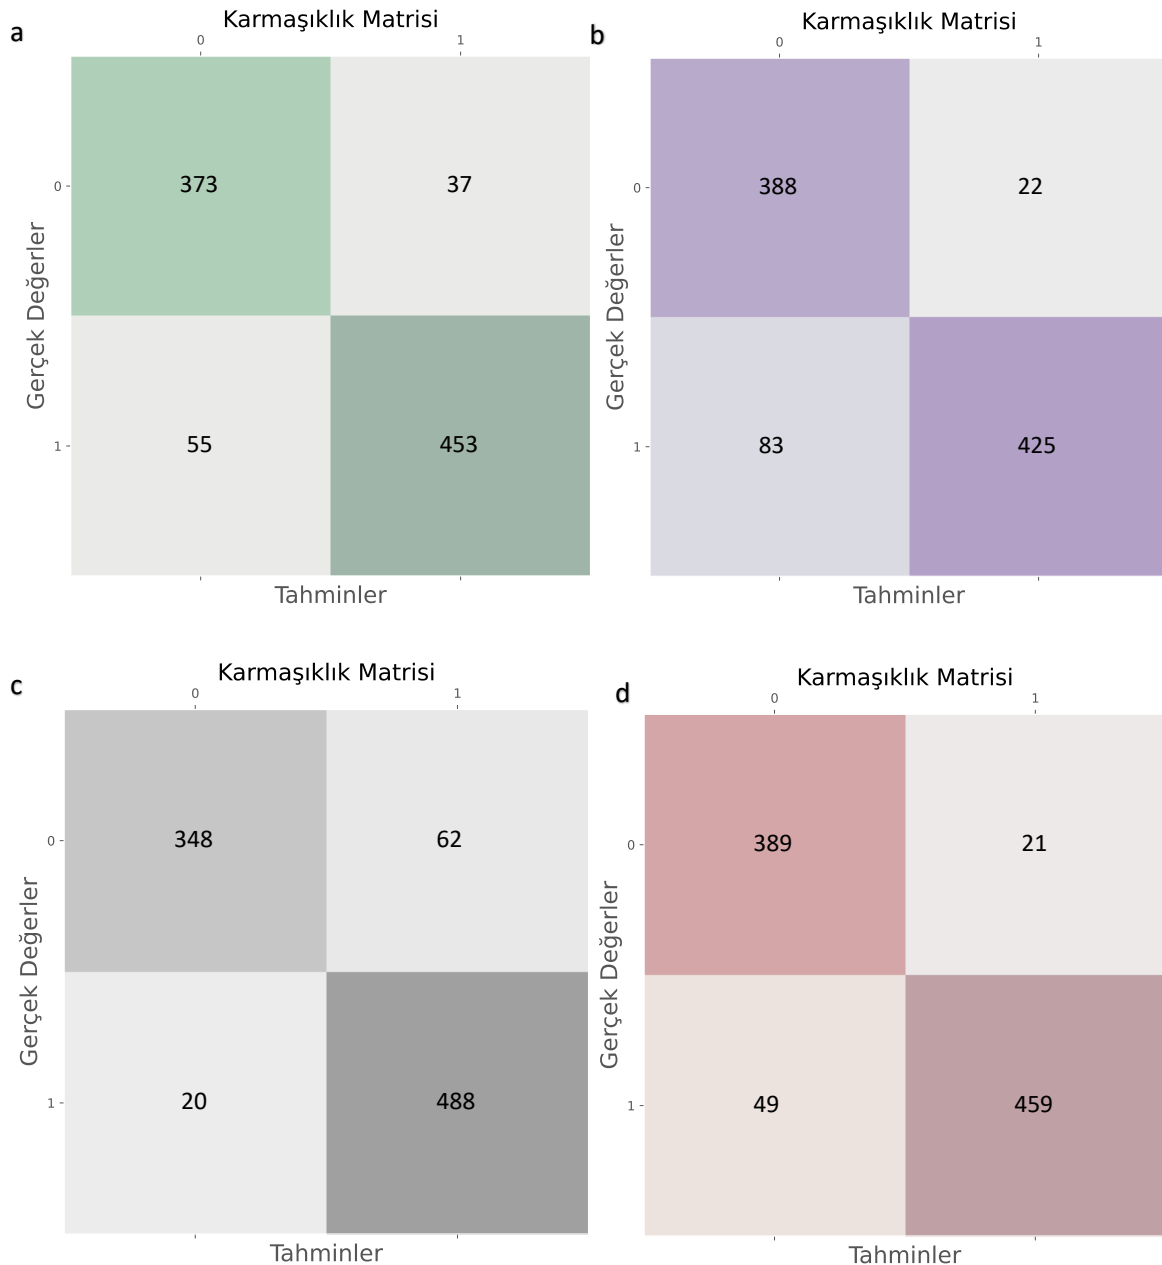 a
Karmaşıklık Matrisi
0 1
0 373 37
1 55 453
Gerçek Değerler
Tahminler
b
Karmaşıklık Matrisi
0 1
0 388 22
1 83 425
Gerçek Değerler
Tahminler
c
Karmaşıklık Matrisi
0 1
0 348 62
1 20 488
Gerçek Değerler
Tahminler
d
Karmaşıklık Matrisi
0 1
0 389 21
1 49 459
Gerçek Değerler
Tahminler